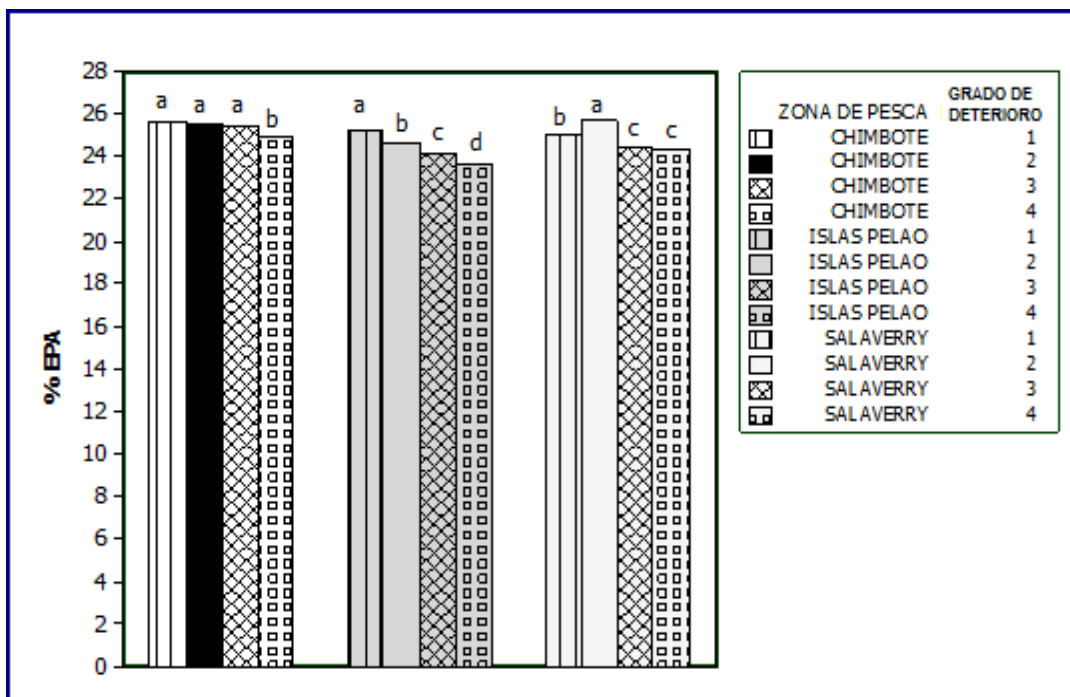 28
26
24
22
20
18
16
14
12
10
8
6
4
2
0
% EPA
a a a b
a b c d
b a c c
ZONA DE PESCA GRADO DE DETERIORO
CHIMBOTE 1
CHIMBOTE 2
CHIMBOTE 3
CHIMBOTE 4
ISLAS PELAO 1
ISLAS PELAO 2
ISLAS PELAO 3
ISLAS PELAO 4
SALAVERRY 1
SALAVERRY 2
SALAVERRY 3
SALAVERRY 4